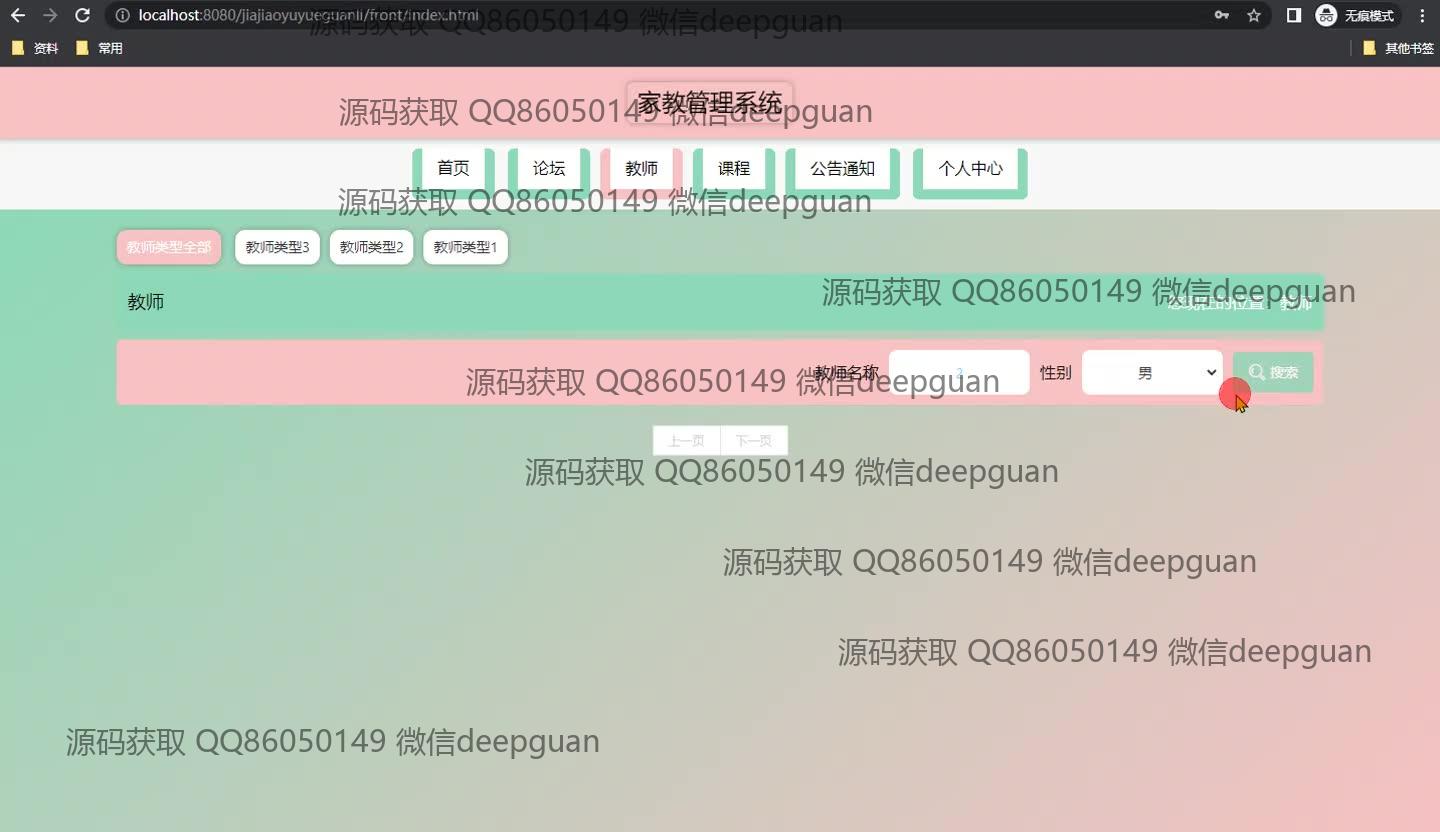 localhost:8080/jiajiaoyuyueguanli/front/index.html
无痕模式
资料 常用 其他书签
源码获取 QQ86050149 微信deepguan
家教管理系统
源码获取 QQ86050149 微信deepguan
首页 论坛 教师 课程 公告通知 个人中心
源码获取 QQ86050149 微信deepguan
教师类型全部 教师类型3 教师类型2 教师类型1
源码获取 QQ86050149 微信deepguan
教师 您现在的位置: 教师
教师名称 2 性别 男 搜索
源码获取 QQ86050149 微信deepguan
上一页 下一页
源码获取 QQ86050149 微信deepguan
源码获取 QQ86050149 微信deepguan
源码获取 QQ86050149 微信deepguan
源码获取 QQ86050149 微信deepguan